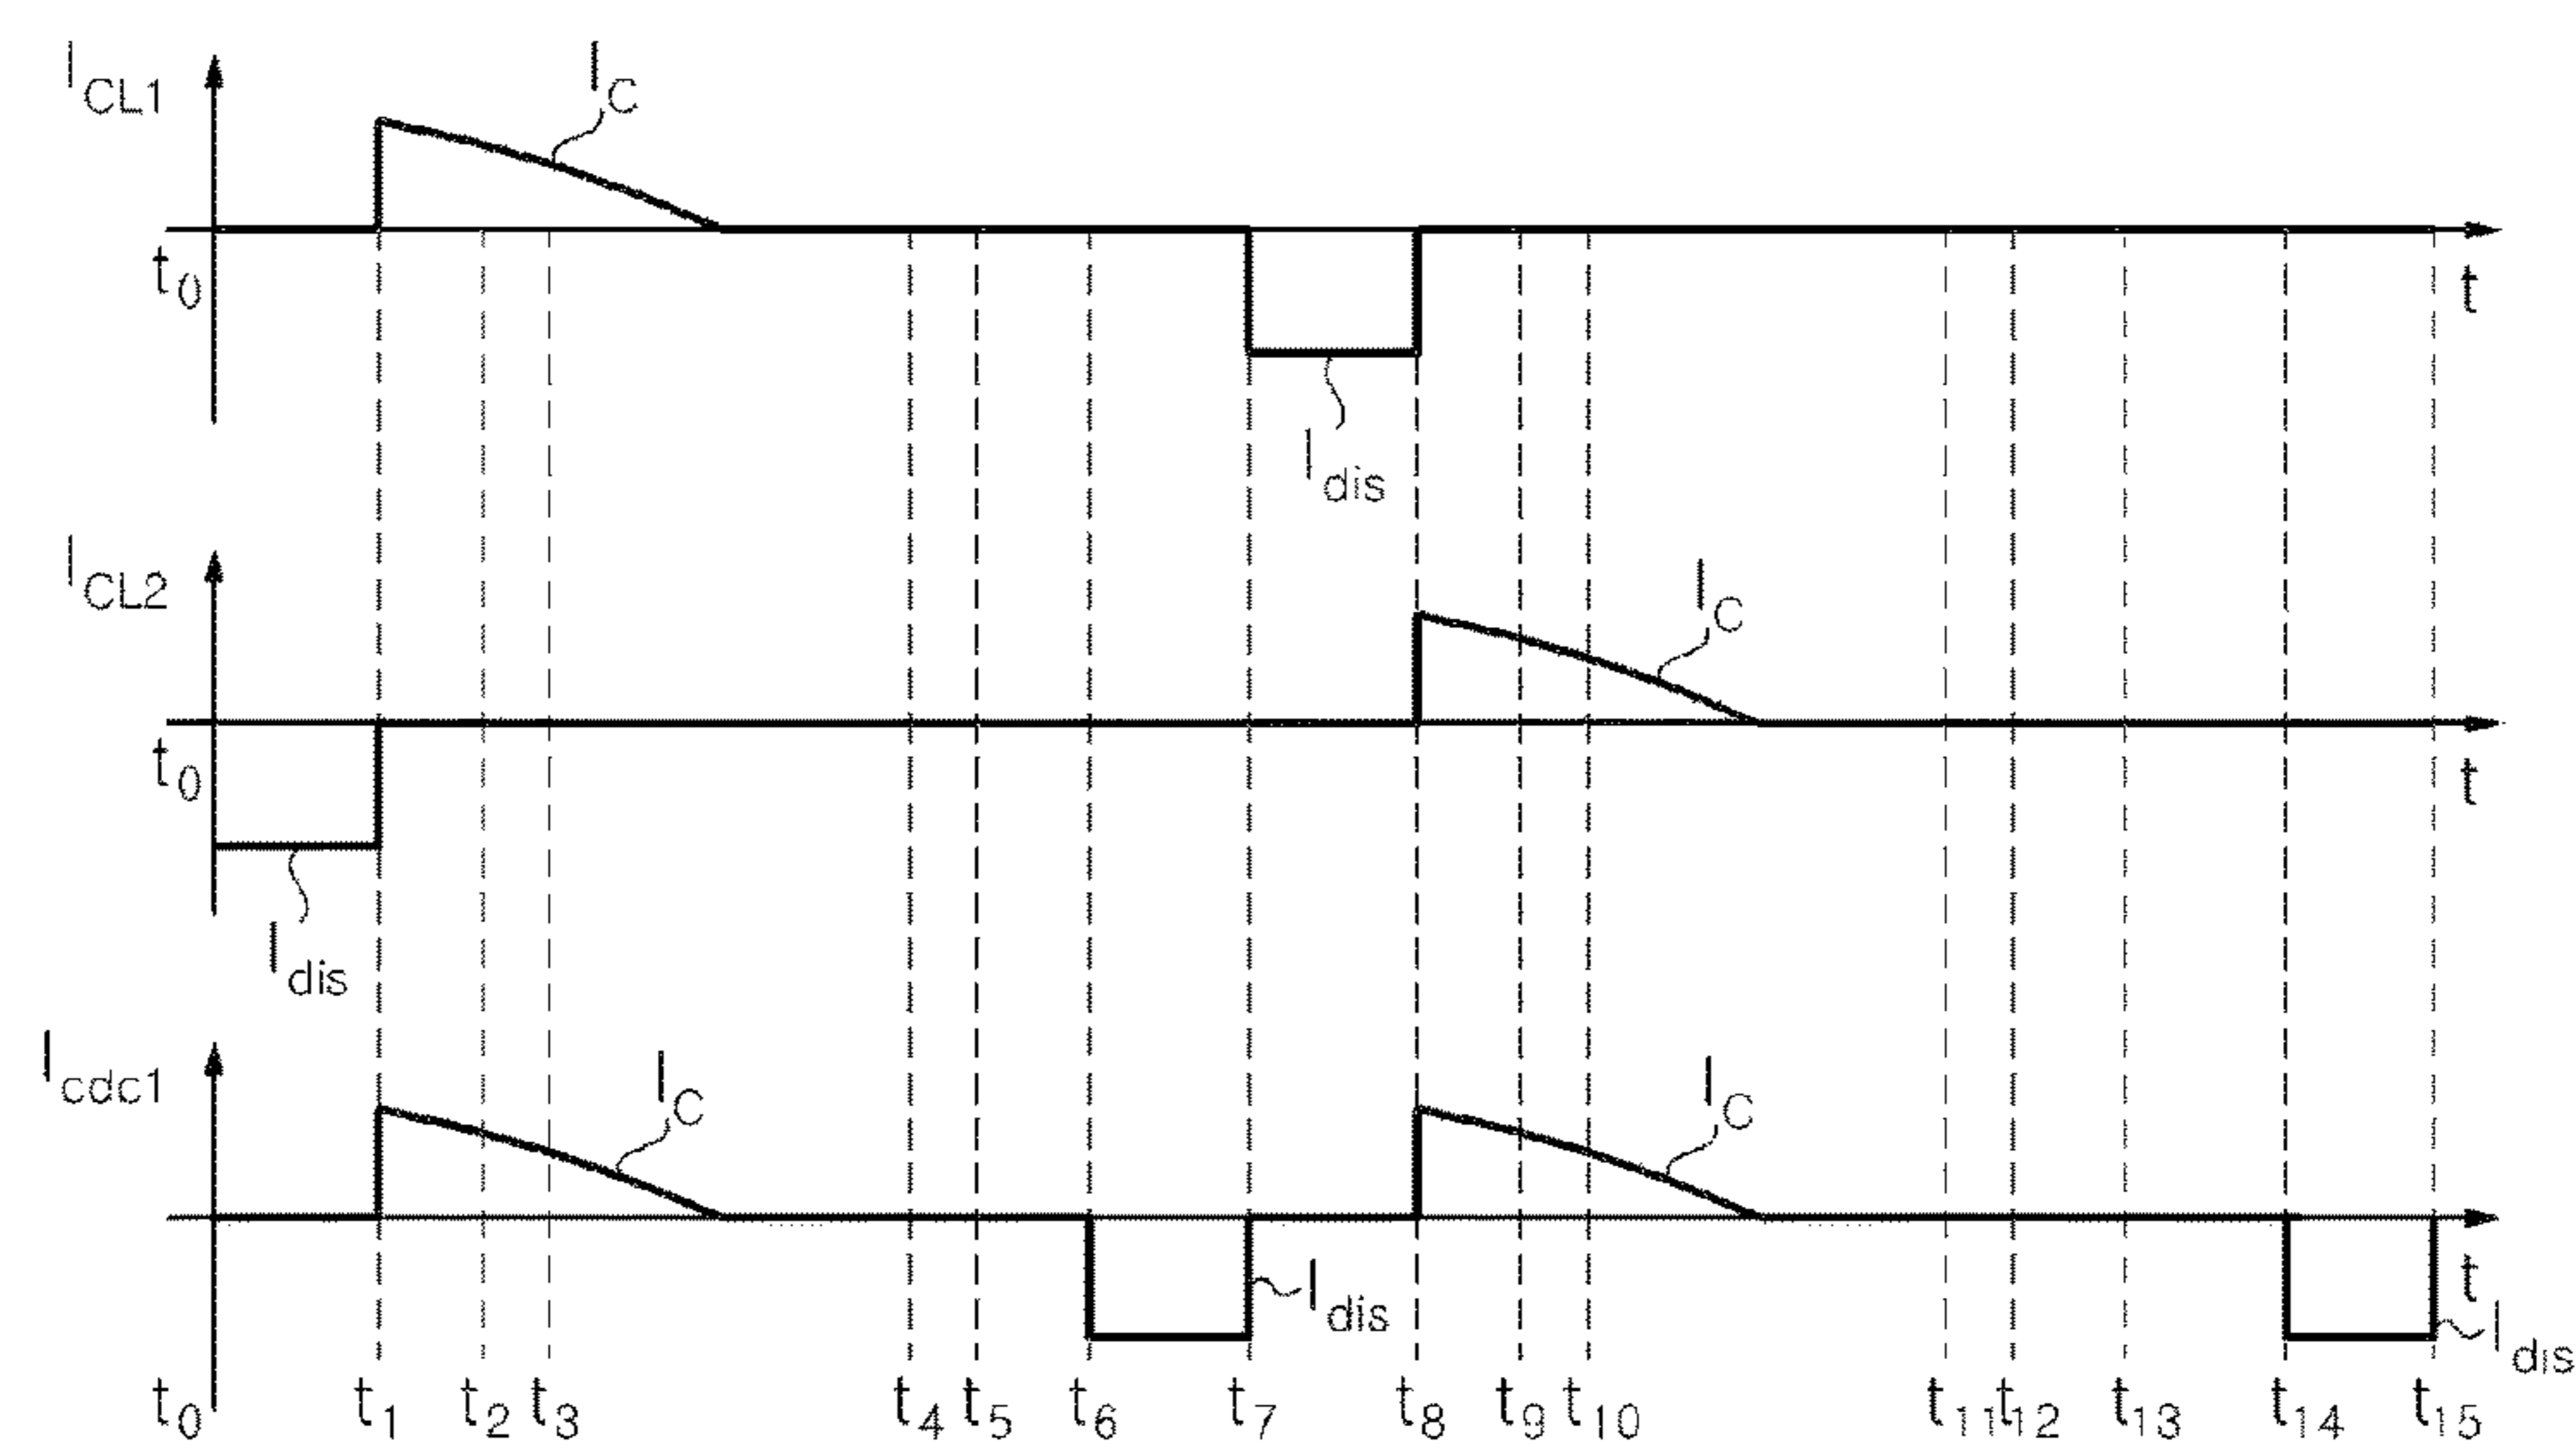 I_CL1
I_C
t_0
t
I_dis
I_CL2
I_C
t_0
t
I_dis
I_cdc1
I_C
I_C
t
I_dis
I_dis
t_0 t_1 t_2 t_3 t_4 t_5 t_6 t_7 t_8 t_9 t_10 t_11 t_12 t_13 t_14 t_15